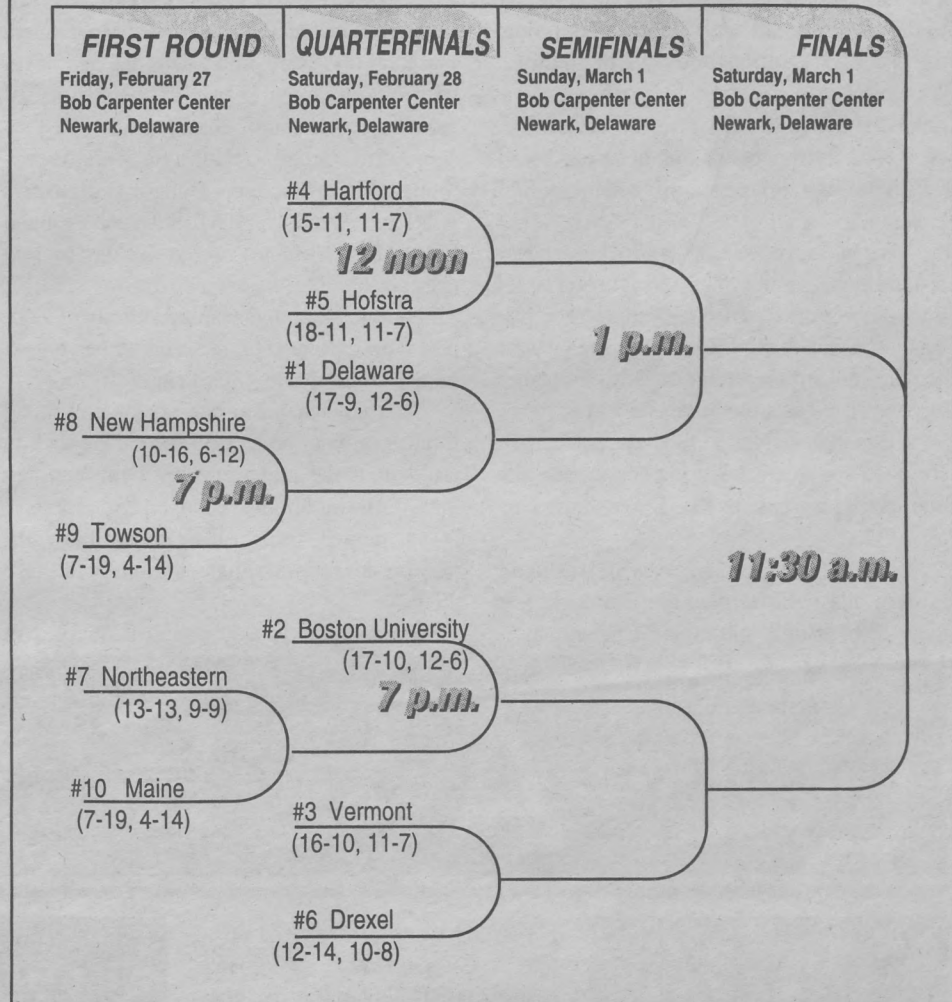 FIRST ROUND
Friday, February 27
Bob Carpenter Center
Newark, Delaware
QUARTERFINALS
Saturday, February 28
Bob Carpenter Center
Newark, Delaware
SEMIFINALS
Sunday, March 1
Bob Carpenter Center
Newark, Delaware
FINALS
Saturday, March 1
Bob Carpenter Center
Newark, Delaware
#4 Hartford
(15-11, 11-7)
12 noon
#5 Hofstra
(18-11, 11-7)
1 p.m.
#1 Delaware
(17-9, 12-6)
#8 New Hampshire
(10-16, 6-12)
7 p.m.
#9 Towson
(7-19, 4-14)
11:30 a.m.
#2 Boston University
(17-10, 12-6)
7 p.m.
#7 Northeastern
(13-13, 9-9)
#10 Maine
(7-19, 4-14)
#3 Vermont
(16-10, 11-7)
#6 Drexel
(12-14, 10-8)